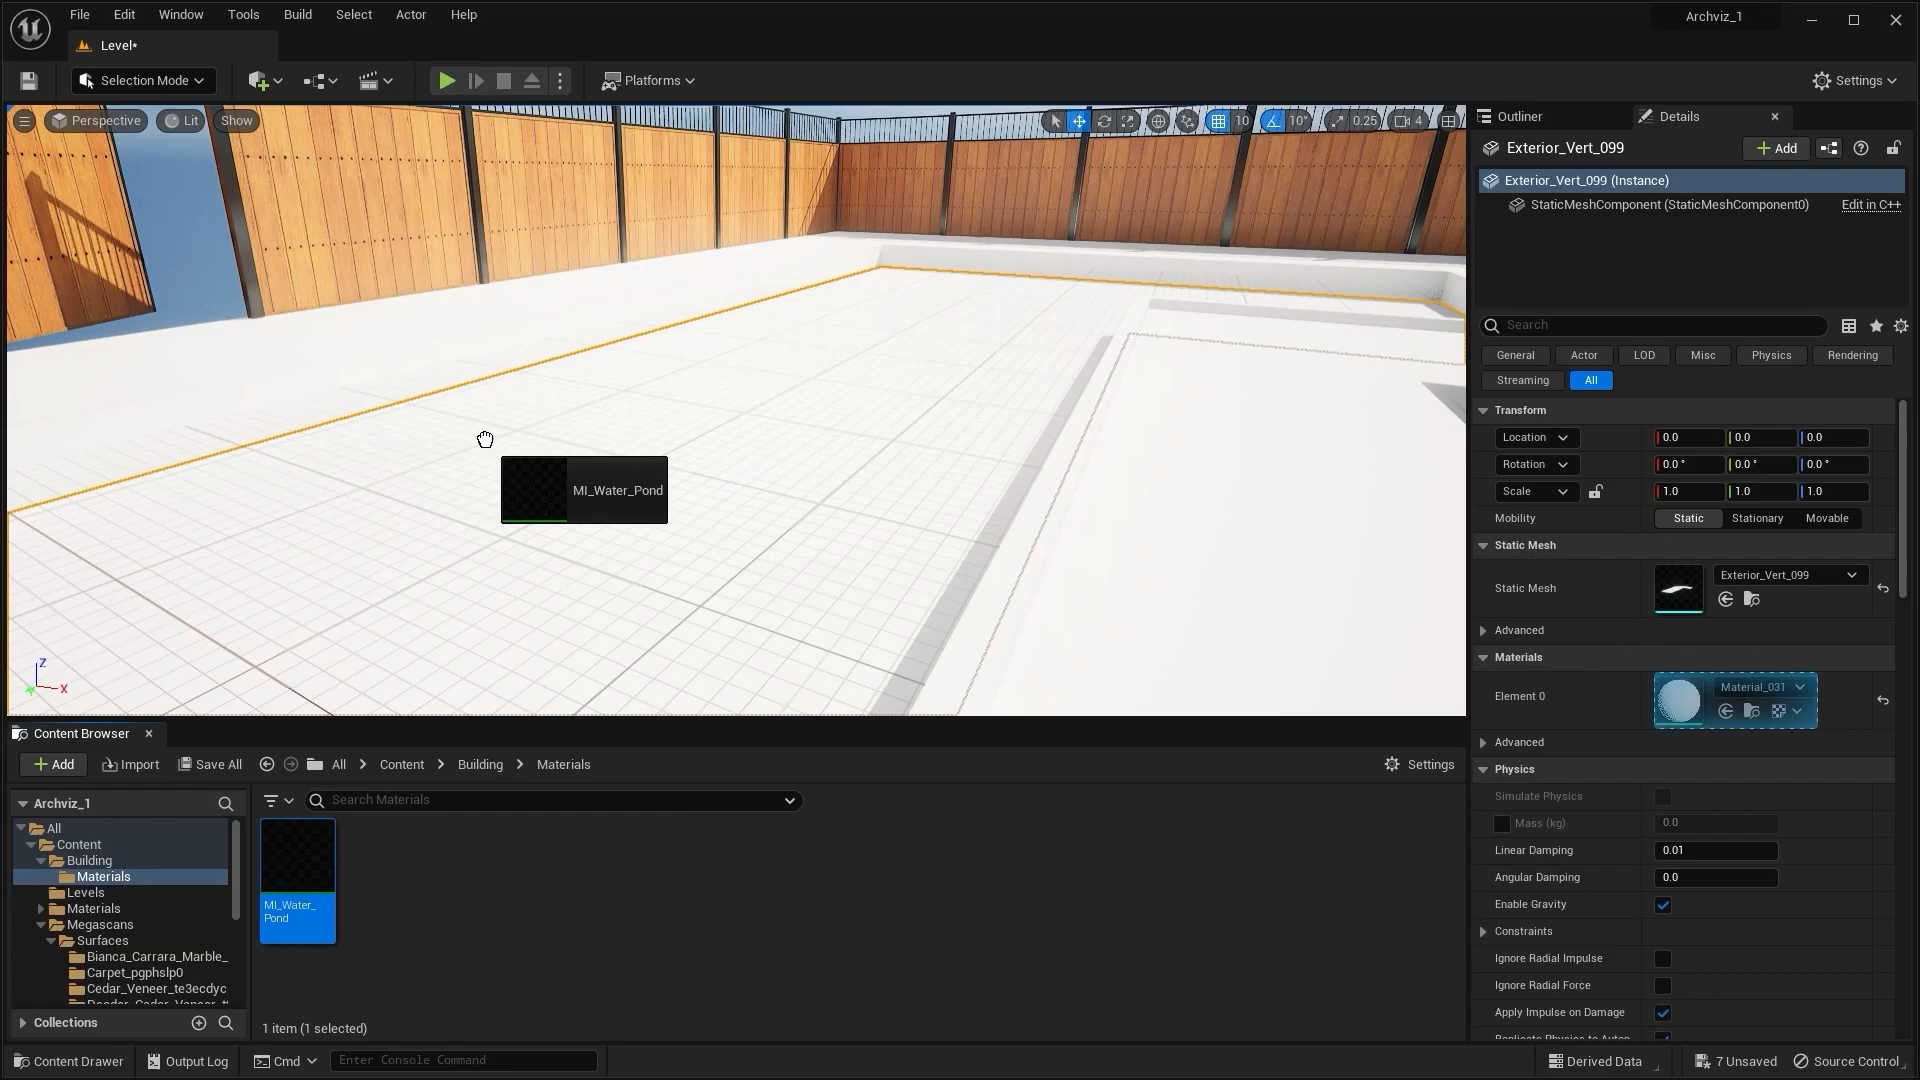 File Edit Window Tools Build Select Actor Help
Archviz_1
Level*
Selection Mode
Platforms
Settings
Perspective
Lit
Show
10
10°
0.25
4
Outliner
Details
Exterior_Vert_099
Add
Exterior_Vert_099 (Instance)
StaticMeshComponent (StaticMeshComponent0)
Edit in C++
Search
General Actor LOD Misc Physics Rendering
Streaming All
Transform
Location 0.0 0.0 0.0
Rotation 0.0 ° 0.0 ° 0.0 °
Scale 1.0 1.0 1.0
Mobility Static Stationary Movable
Static Mesh
Static Mesh Exterior_Vert_099
Advanced
Materials
Element 0 Material_031
Advanced
Physics
Simulate Physics
Mass (kg) 0.0
Linear Damping 0.01
Angular Damping 0.0
Enable Gravity
Constraints
Ignore Radial Impulse
Ignore Radial Force
Apply Impulse on Damage
MI_Water_Pond
Z
X
Content Browser
Add Import Save All All Content Building Materials Settings
Archviz_1
Search Materials
All
Content
Building
Materials
Levels
Materials
Megascans
Surfaces
Bianca_Carrara_Marble_
Carpet_pgphslp0
Cedar_Veneer_te3ecdyc
Collections
MI_Water_
Pond
1 item (1 selected)
Content Drawer Output Log Cmd Enter Console Command
Derived Data 7 Unsaved Source Control